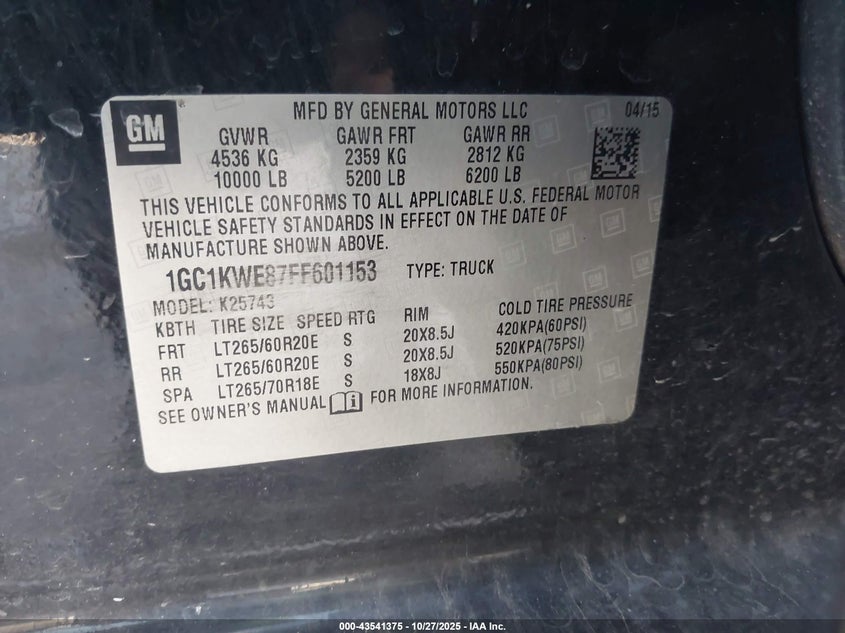 GM
MFD BY GENERAL MOTORS LLC 04/15
GVWR GAWR FRT GAWR RR
4536 KG 2359 KG 2812 KG
10000 LB 5200 LB 6200 LB
THIS VEHICLE CONFORMS TO ALL APPLICABLE U.S. FEDERAL MOTOR
VEHICLE SAFETY STANDARDS IN EFFECT ON THE DATE OF
MANUFACTURE SHOWN ABOVE.
1GC1KWE87FF601153 TYPE: TRUCK
MODEL: K25743
KBTH TIRE SIZE SPEED RTG RIM COLD TIRE PRESSURE
FRT LT265/60R20E S 20X8.5J 420KPA(60PSI)
RR LT265/60R20E S 20X8.5J 520KPA(75PSI)
SPA LT265/70R18E S 18X8J 550KPA(80PSI)
SEE OWNER'S MANUAL FOR MORE INFORMATION.
000-43541375 - 10/27/2025 - IAA Inc.